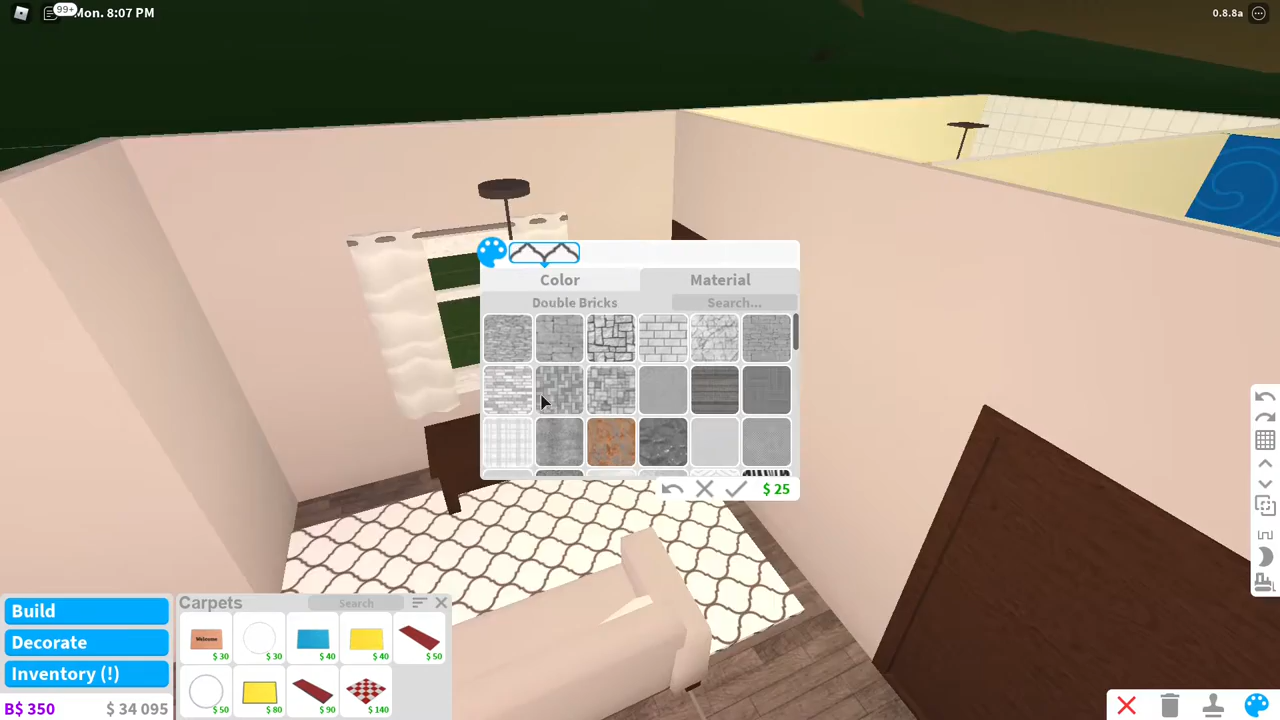 99+
Mon. 8:07 PM
0.8.8a
Color
Material
Double Bricks
Search...
$ 25
Build
Decorate
Inventory (!)
B$ 350
$ 34 095
Carpets
Search
Welcome
$ 30
$ 30
$ 40
$ 40
$ 50
$ 50
$ 80
$ 90
$ 140